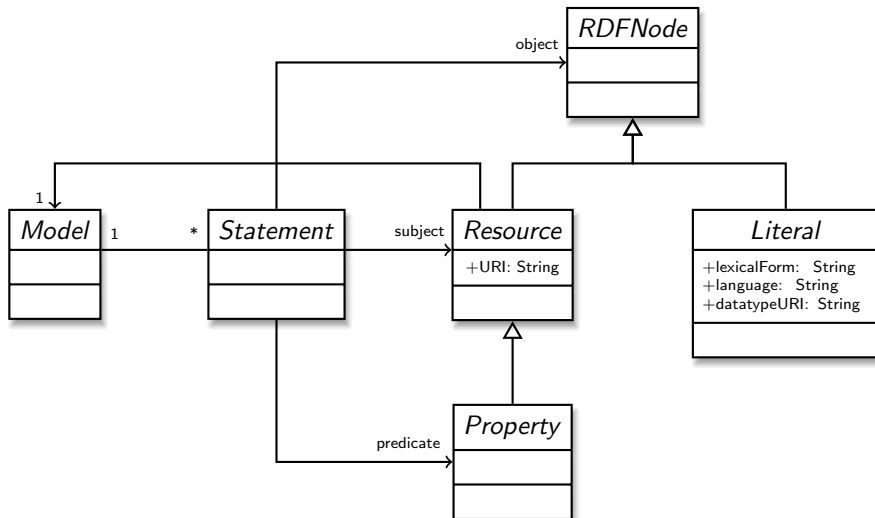 RDFNode
object
1
Model
1
*
Statement
subject
Resource
+URI: String
Literal
+lexicalForm: String
+language: String
+datatypeURI: String
predicate
Property